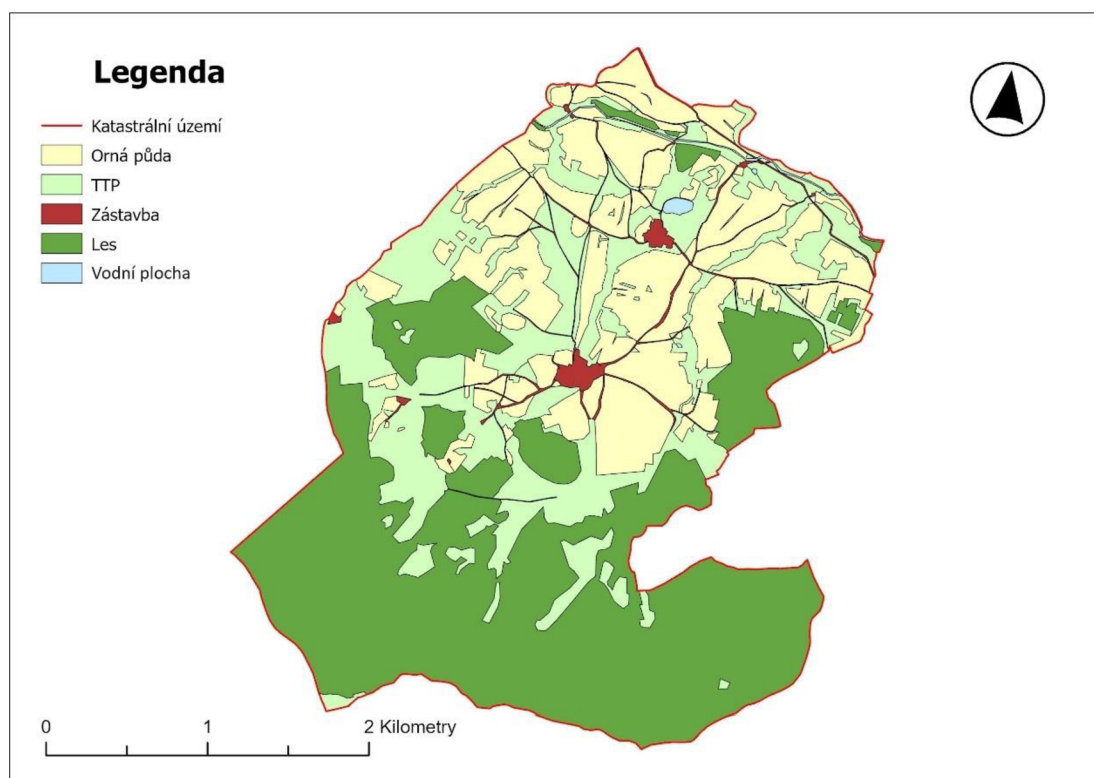 Legenda
Katastrální území
Orná půda
TTP
Zástavba
Les
Vodní plocha
0 1 2 Kilometry